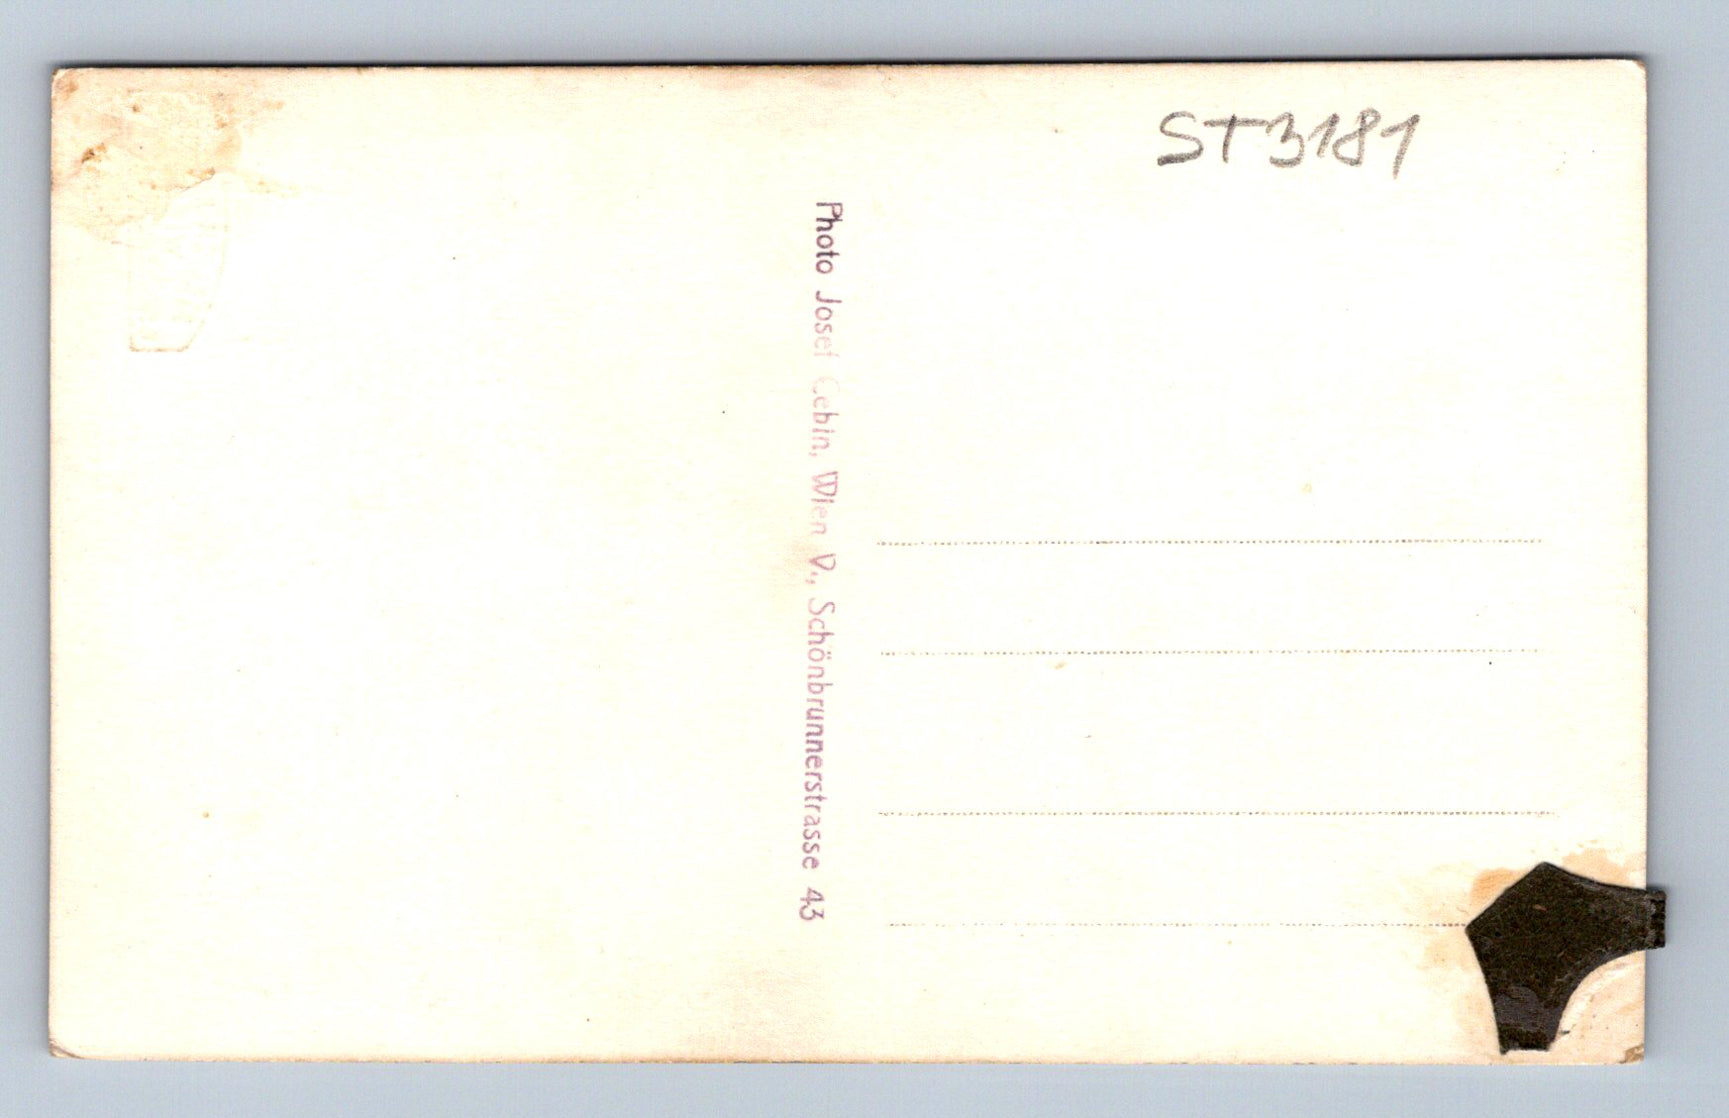 ST3181
Photo Josef Cebin, Wien V., Schönbrunnerstrasse 43